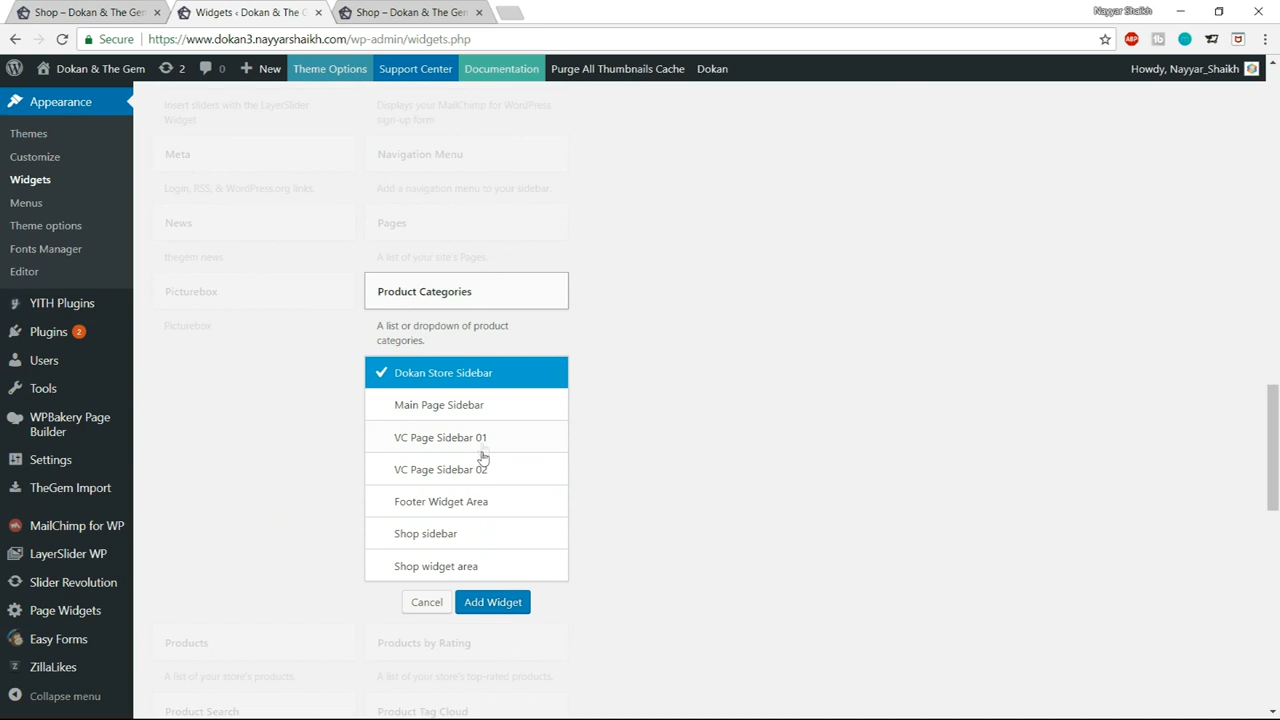 Shop – Dokan & The Gem
Widgets ‹ Dokan & The G
Shop – Dokan & The Gem
Nayyar Shaikh
Secure
https://www.dokan3.nayyarshaikh.com/wp-admin/widgets.php
Dokan & The Gem
2
0
New
Theme Options
Support Center
Documentation
Purge All Thumbnails Cache
Dokan
Howdy, Nayyar_Shaikh
Appearance
Themes
Customize
Widgets
Menus
Theme options
Fonts Manager
Editor
YITH Plugins
Plugins 2
Users
Tools
WPBakery Page
Builder
Settings
TheGem Import
MailChimp for WP
LayerSlider WP
Slider Revolution
Page Widgets
Easy Forms
ZillaLikes
Collapse menu
Insert sliders with the LayerSlider
Widget
Displays your MailChimp for WordPress
sign-up form
Meta
Navigation Menu
Login, RSS, & WordPress.org links.
Add a navigation menu to your sidebar.
News
Pages
thegem news
A list of your site's Pages.
Picturebox
Product Categories
Picturebox
A list or dropdown of product
categories.
Dokan Store Sidebar
Main Page Sidebar
VC Page Sidebar 01
VC Page Sidebar 02
Footer Widget Area
Shop sidebar
Shop widget area
Cancel
Add Widget
Products
Products by Rating
A list of your store's products.
A list of your store's top-rated products.
Product Search
Product Tag Cloud